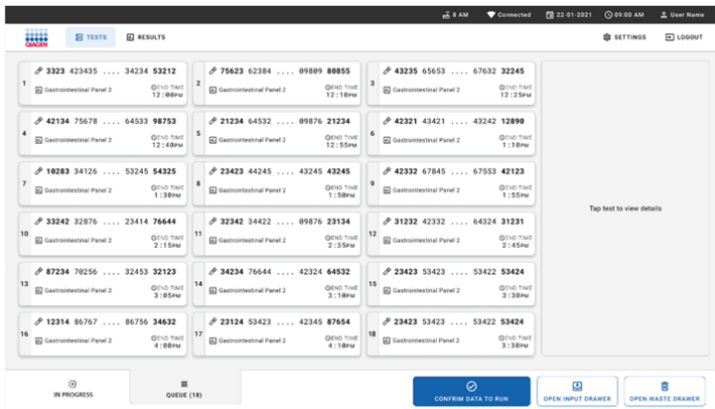 8 AM Connected 22-01-2021 09:00 AM User Name
QIAGEN TESTS RESULTS SETTINGS LOGOUT
1 3323 423435 .... 34234 53212
Gastrointestinal Panel 2 END TIME
12:00PM
2 75623 62384 .... 09809 80855
Gastrointestinal Panel 2 END TIME
12:10PM
3 43235 65653 .... 67632 32245
Gastrointestinal Panel 2 END TIME
12:25PM
4 42134 75678 .... 64533 98753
Gastrointestinal Panel 2 END TIME
12:40PM
5 21234 64532 .... 09876 21234
Gastrointestinal Panel 2 END TIME
12:55PM
6 42321 43421 .... 43242 12890
Gastrointestinal Panel 2 END TIME
1:10PM
7 10283 34126 .... 53245 54325
Gastrointestinal Panel 2 END TIME
1:30PM
8 23423 44245 .... 43245 43245
Gastrointestinal Panel 2 END TIME
1:45PM
9 42332 67845 .... 67553 42123
Gastrointestinal Panel 2 END TIME
1:55PM
10 33242 32876 .... 23414 76644
Gastrointestinal Panel 2 END TIME
2:15PM
11 32342 34422 .... 09876 23134
Gastrointestinal Panel 2 END TIME
2:35PM
12 31232 42332 .... 64324 31231
Gastrointestinal Panel 2 END TIME
2:45PM
13 87234 70256 .... 32453 32123
Gastrointestinal Panel 2 END TIME
3:05PM
14 34234 76644 .... 42324 64532
Gastrointestinal Panel 2 END TIME
3:10PM
15 23423 53423 .... 53422 53424
Gastrointestinal Panel 2 END TIME
3:30PM
16 12314 86767 .... 86756 34632
Gastrointestinal Panel 2 END TIME
4:00PM
17 23124 53423 .... 42345 87654
Gastrointestinal Panel 2 END TIME
4:10PM
18 23423 53423 .... 53422 53424
Gastrointestinal Panel 2 END TIME
3:30PM
Tap test to view details
IN PROGRESS
QUEUE (18)
CONFRIM DATA TO RUN
OPEN INPUT DRAWER
OPEN WASTE DRAWER